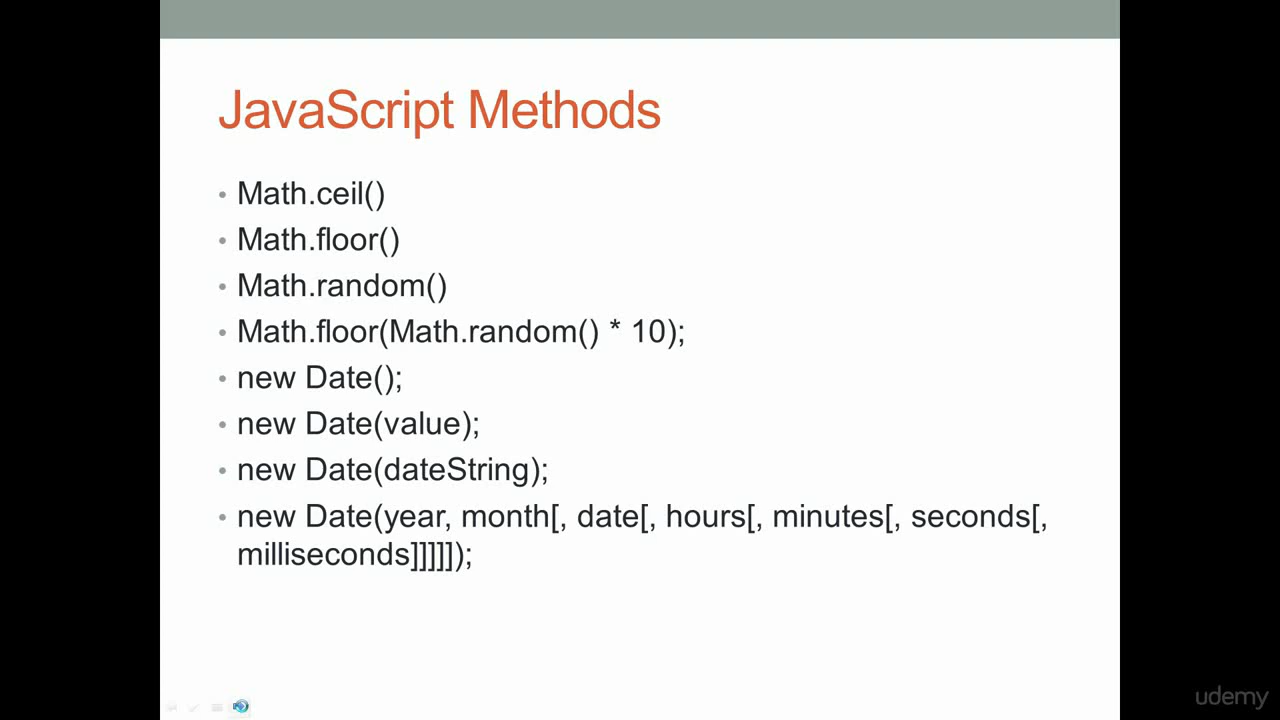 JavaScript Methods
• Math.ceil()
• Math.floor()
• Math.random()
• Math.floor(Math.random() * 10);
• new Date();
• new Date(value);
• new Date(dateString);
• new Date(year, month[, date[, hours[, minutes[, seconds[,
milliseconds]]]]]);
udemy